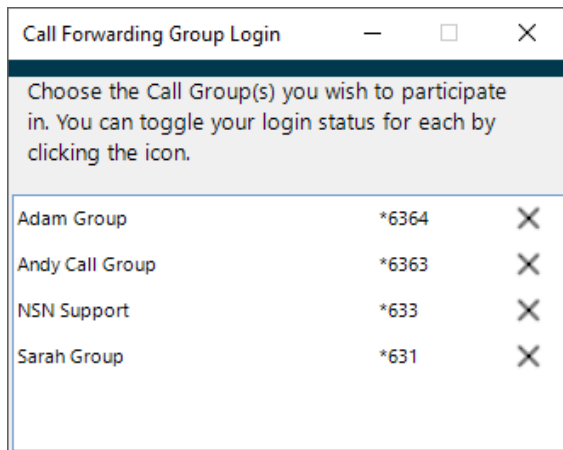 Call Forwarding Group Login
Choose the Call Group(s) you wish to participate
in. You can toggle your login status for each by
clicking the icon.
Adam Group *6364
Andy Call Group *6363
NSN Support *633
Sarah Group *631